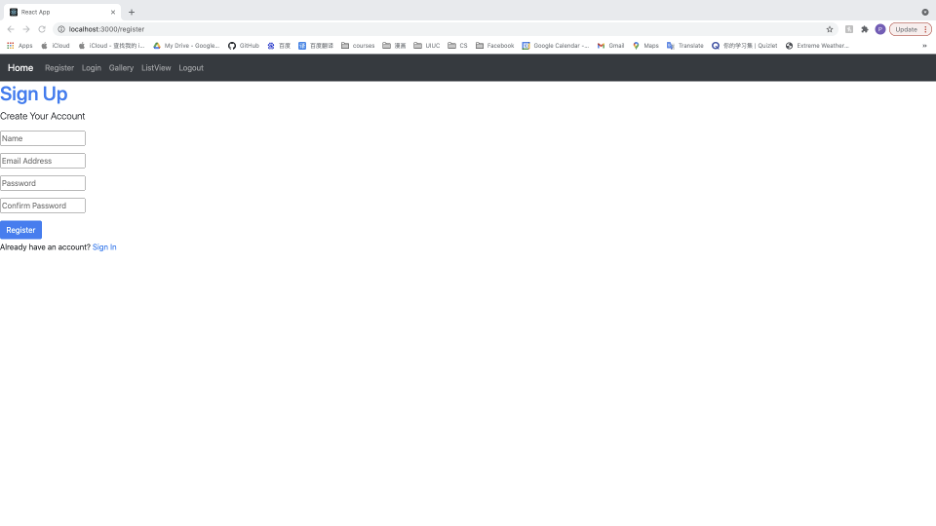 React App
localhost:3000/register
Update
Apps iCloud iCloud - 查找我的 i... My Drive - Google... GitHub 百度 百度翻译 courses 漫画 UIUC CS Facebook Google Calendar -... Gmail Maps Translate 你的学习集 | Quizlet Extreme Weather...
Home Register Login Gallery ListView Logout
Sign Up
Create Your Account
Name
Email Address
Password
Confirm Password
Register
Already have an account? Sign In